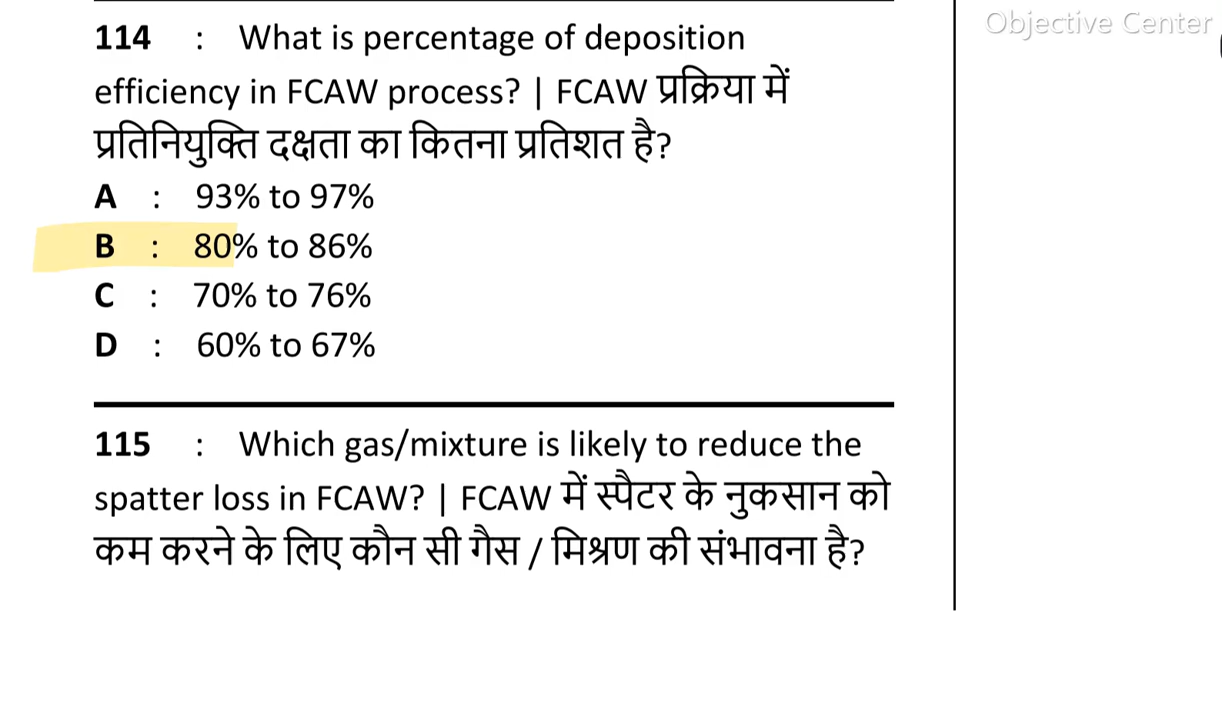 Objective Center
114 : What is percentage of deposition
efficiency in FCAW process? | FCAW प्रक्रिया में
प्रतिनियुक्ति दक्षता का कितना प्रतिशत है?
A : 93% to 97%
B : 80% to 86%
C : 70% to 76%
D : 60% to 67%
115 : Which gas/mixture is likely to reduce the
spatter loss in FCAW? | FCAW में स्पैटर के नुकसान को
कम करने के लिए कौन सी गैस / मिश्रण की संभावना है?